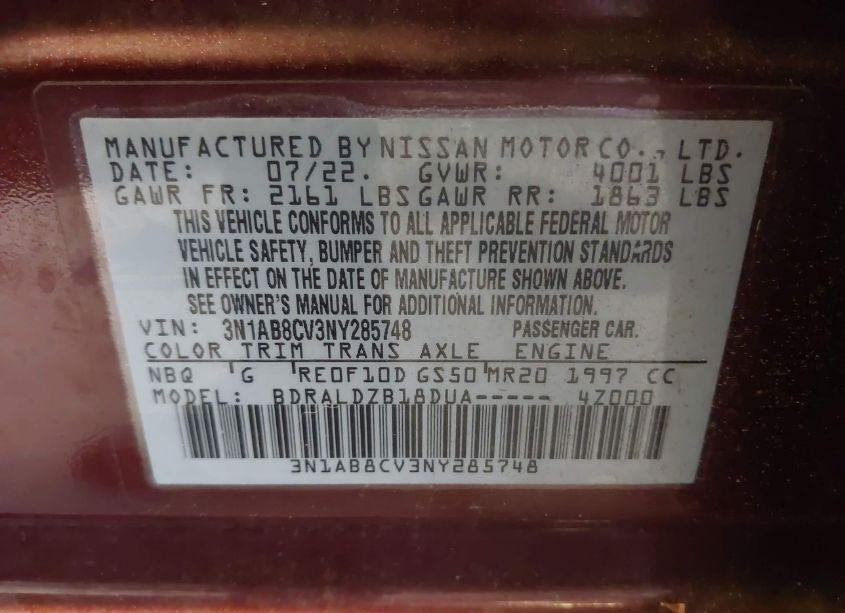 MANUFACTURED BY NISSAN MOTOR CO., LTD.
DATE: 07/22. GVWR: 4001 LBS
GAWR FR: 2161 LBS GAWR RR: 1863 LBS
THIS VEHICLE CONFORMS TO ALL APPLICABLE FEDERAL MOTOR
VEHICLE SAFETY, BUMPER AND THEFT PREVENTION STANDARDS
IN EFFECT ON THE DATE OF MANUFACTURE SHOWN ABOVE.
SEE OWNER'S MANUAL FOR ADDITIONAL INFORMATION.
VIN: 3N1AB8CV3NY285748 PASSENGER CAR.
COLOR TRIM TRANS AXLE ENGINE
NBQ 'G 'RE0F10D GS50 'MR20 1997 CC
MODEL: BDRALDZB18DUA----- 4Z000
3N1AB8CV3NY285748